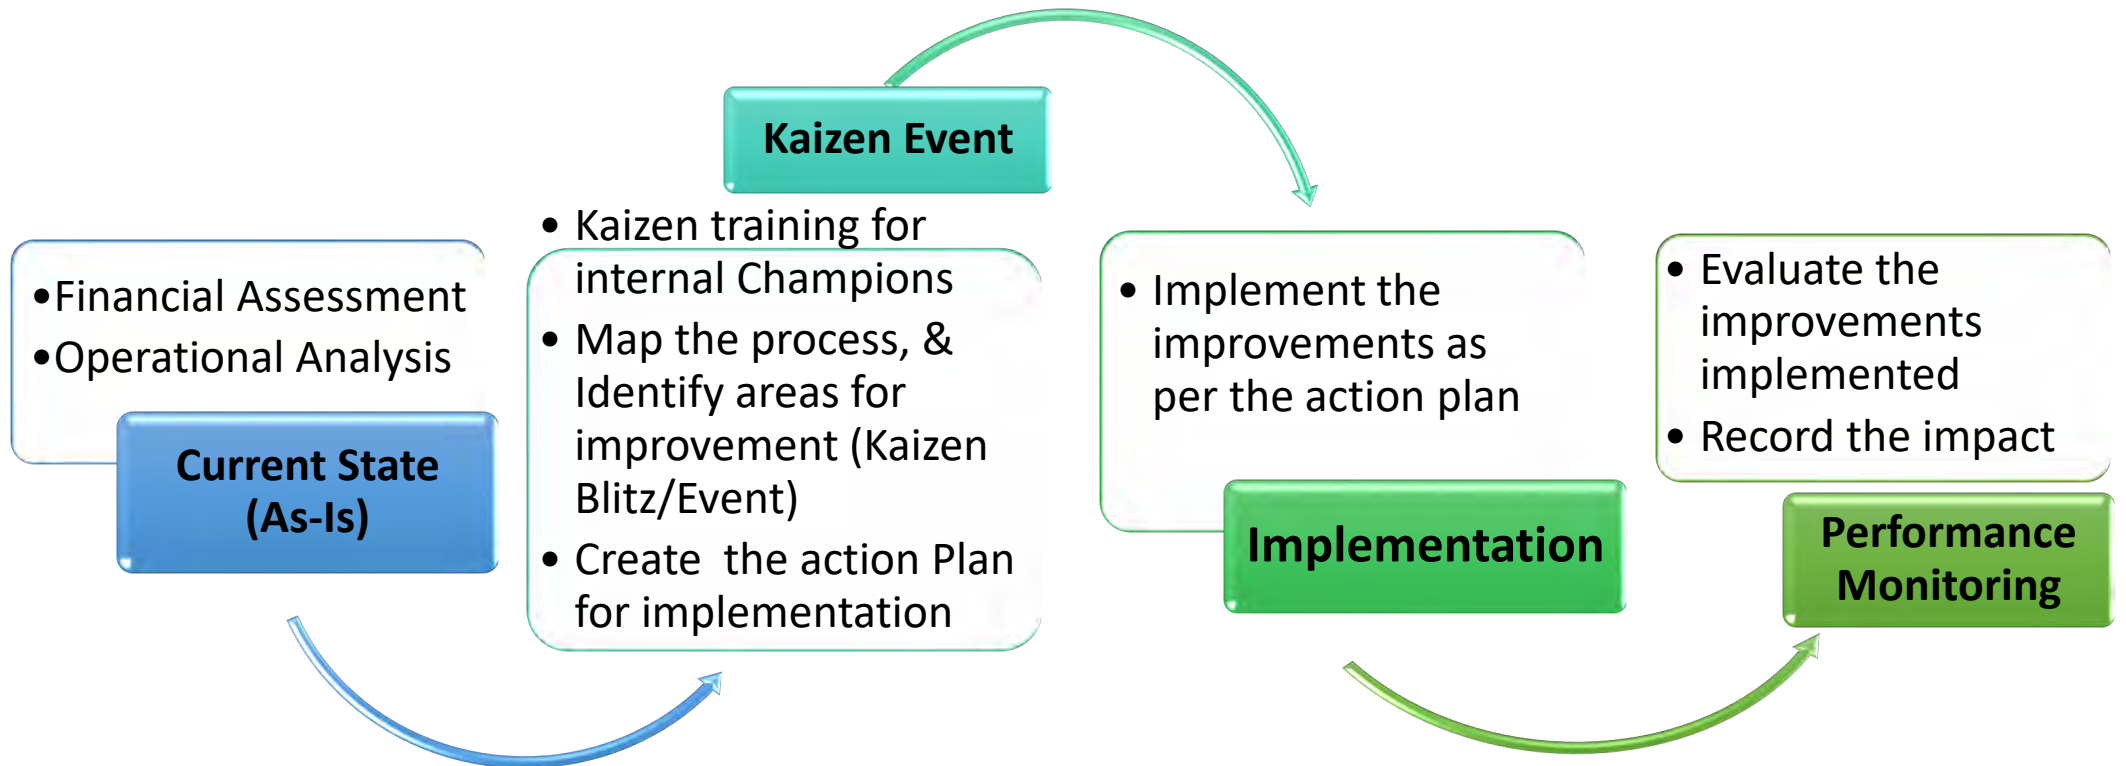 •Financial Assessment
•Operational Analysis
Current State
(As-Is)
Kaizen Event
• Kaizen training for
internal Champions
• Map the process, &
Identify areas for
improvement (Kaizen
Blitz/Event)
• Create  the action Plan
for implementation
• Implement the
improvements as
per the action plan
Implementation
• Evaluate the
improvements
implemented
• Record the impact
Performance
Monitoring